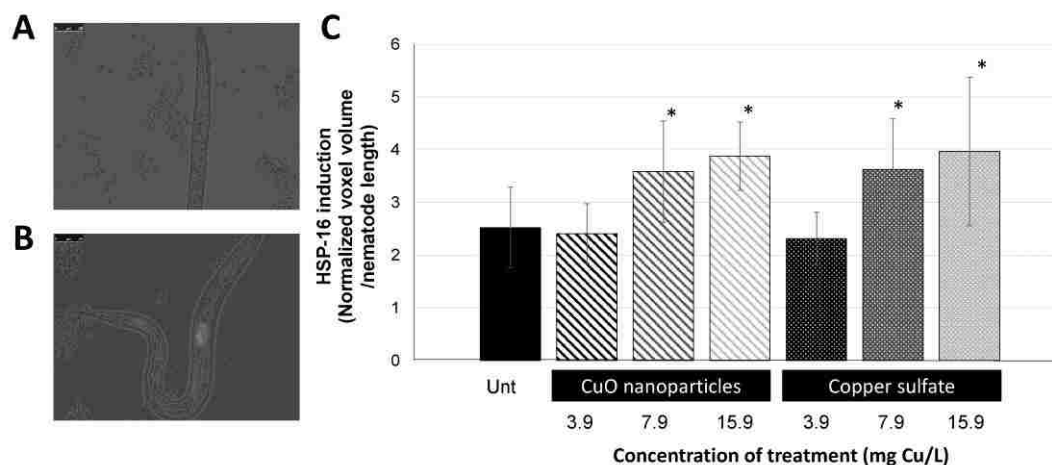 A
B
C
HSP-16 induction
(Normalized voxel volume
/nematode length)
6
5
4
3
2
1
0
*
*
*
*
Unt
CuO nanoparticles
Copper sulfate
3.9
7.9
15.9
3.9
7.9
15.9
Concentration of treatment (mg Cu/L)